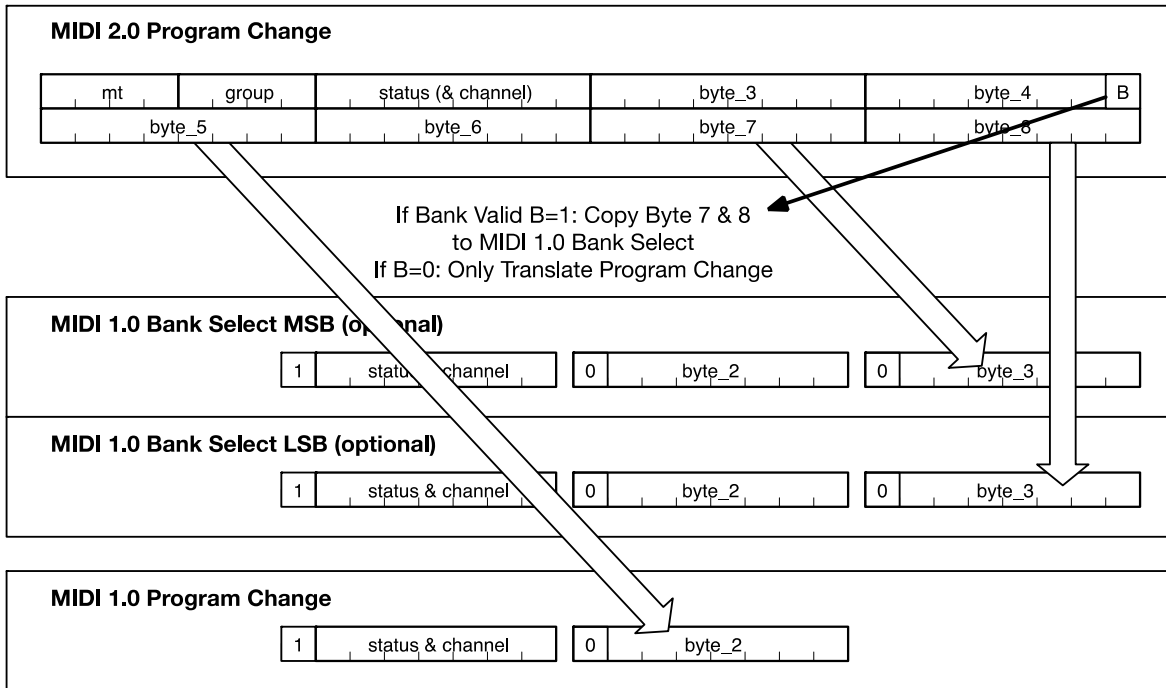 MIDI 2.0 Program Change
mt group status (& channel) byte_3 byte_4 B
byte_5 byte_6 byte_7 byte_8
If Bank Valid B=1: Copy Byte 7 & 8
to MIDI 1.0 Bank Select
If B=0: Only Translate Program Change
MIDI 1.0 Bank Select MSB (optional)
1 status & channel 0 byte_2 0 byte_3
MIDI 1.0 Bank Select LSB (optional)
1 status & channel 0 byte_2 0 byte_3
MIDI 1.0 Program Change
1 status & channel 0 byte_2